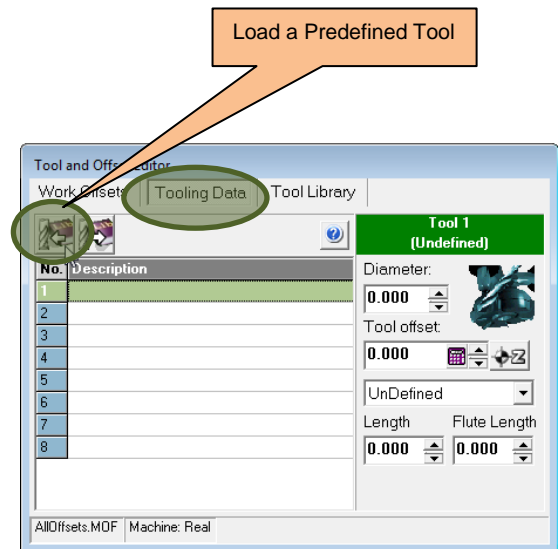 Load a Predefined Tool
Tool and Offset Editor
Work Offsets Tooling Data Tool Library
Tool 1
(Undefined)
No. Description
Diameter:
1
0.000
2
Tool offset:
3
4
0.000 Z
5
UnDefined
6
7
Length Flute Length
8
0.000 0.000
AllOffsets.MOF Machine: Real